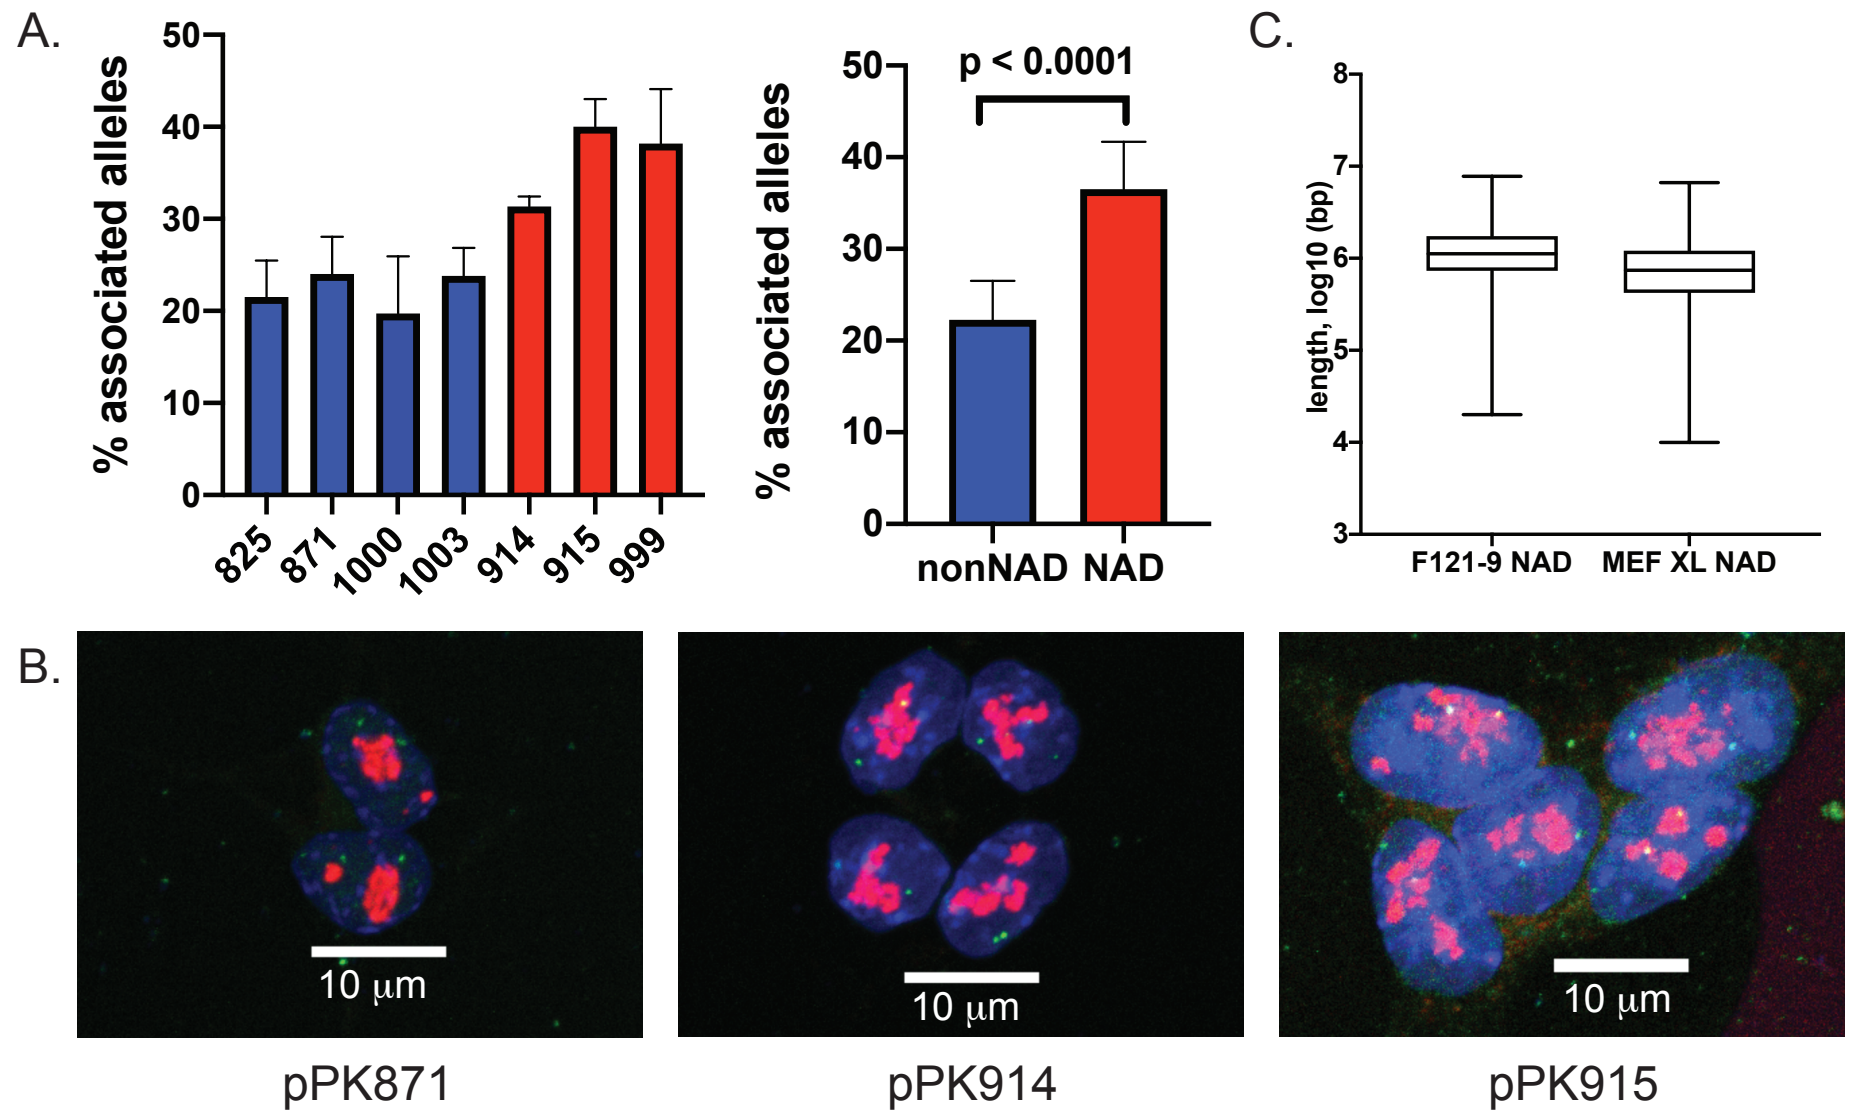 A.
% associated alleles
50
40
30
20
10
0
825
871
1000
1003
914
915
999
% associated alleles
50
40
30
20
10
0
p < 0.0001
nonNAD
NAD
C.
length, log10 (bp)
8
7
6
5
4
3
F121-9 NAD
MEF XL NAD
B.
10 μm
10 μm
10 μm
pPK871
pPK914
pPK915